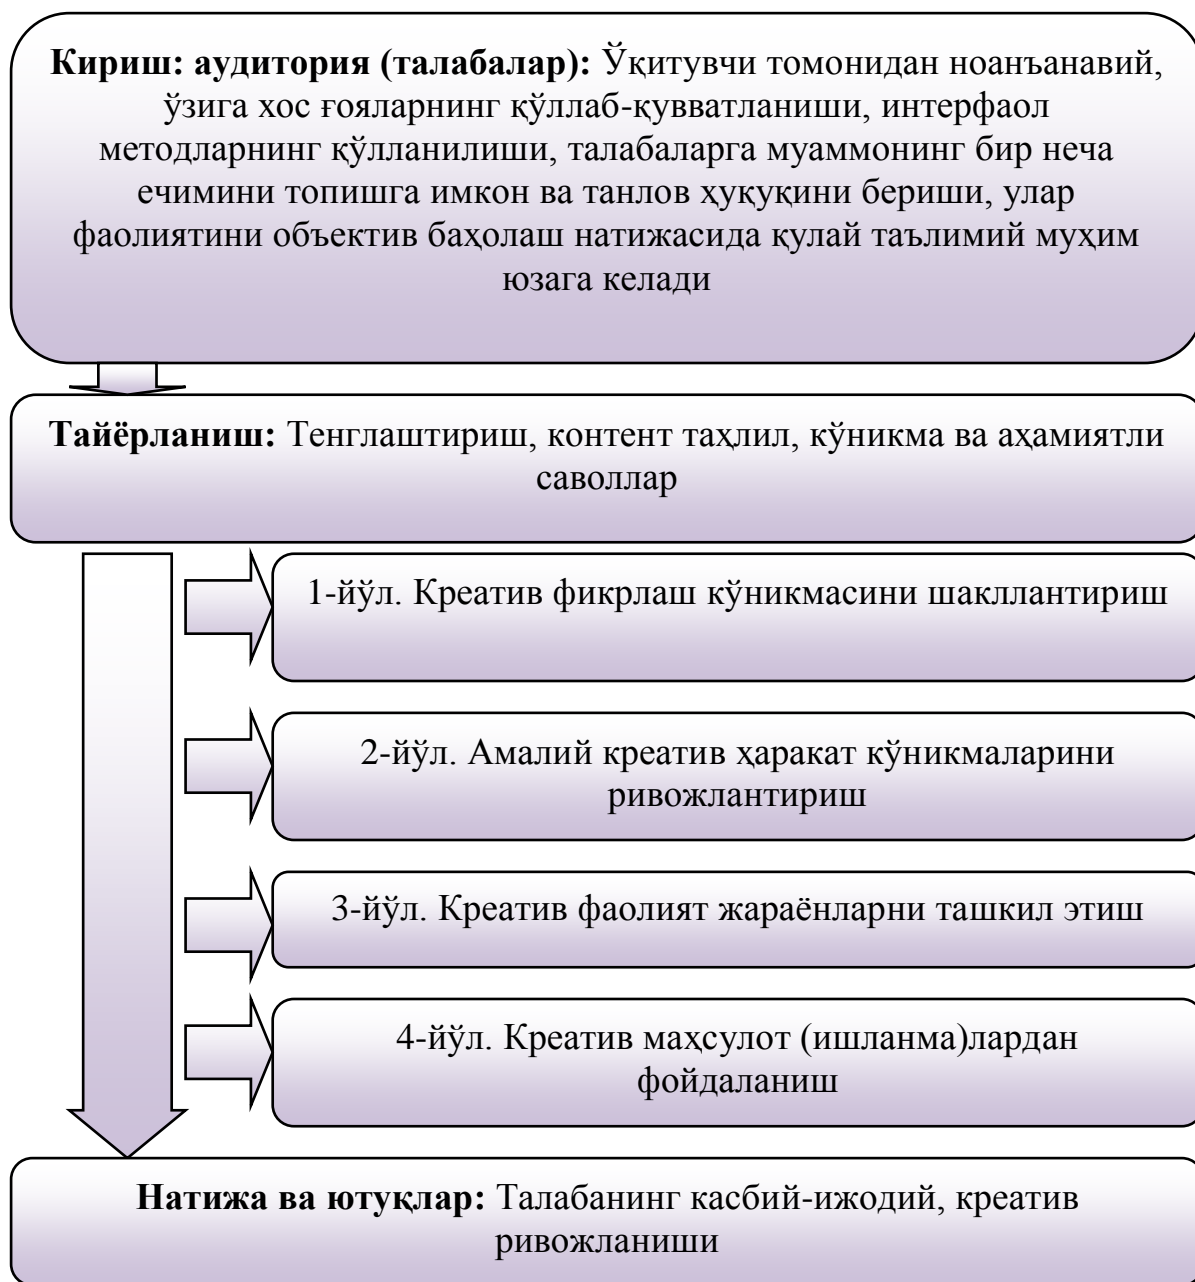 Кириш: аудитория (талабалар): Ўқитувчи томонидан ноанъанавий,
ўзига хос ғояларнинг қўллаб-қувватланиши, интерфаол
методларнинг қўлланилиши, талабаларга муаммонинг бир неча
ечимини топишга имкон ва танлов ҳуқуқини бериши, улар
фаолиятини объектив баҳолаш натижасида қулай таълимий муҳим
юзага келади
Тайёрланиш: Тенглаштириш, контент таҳлил, кўникма ва аҳамиятли
саволлар
1-йўл. Креатив фикрлаш кўникмасини шакллантириш
2-йўл. Амалий креатив ҳаракат кўникмаларини
ривожлантириш
3-йўл. Креатив фаолият жараёнларни ташкил этиш
4-йўл. Креатив маҳсулот (ишланма)лардан
фойдаланиш
Натижа ва ютуқлар: Талабанинг касбий-ижодий, креатив
ривожланиши